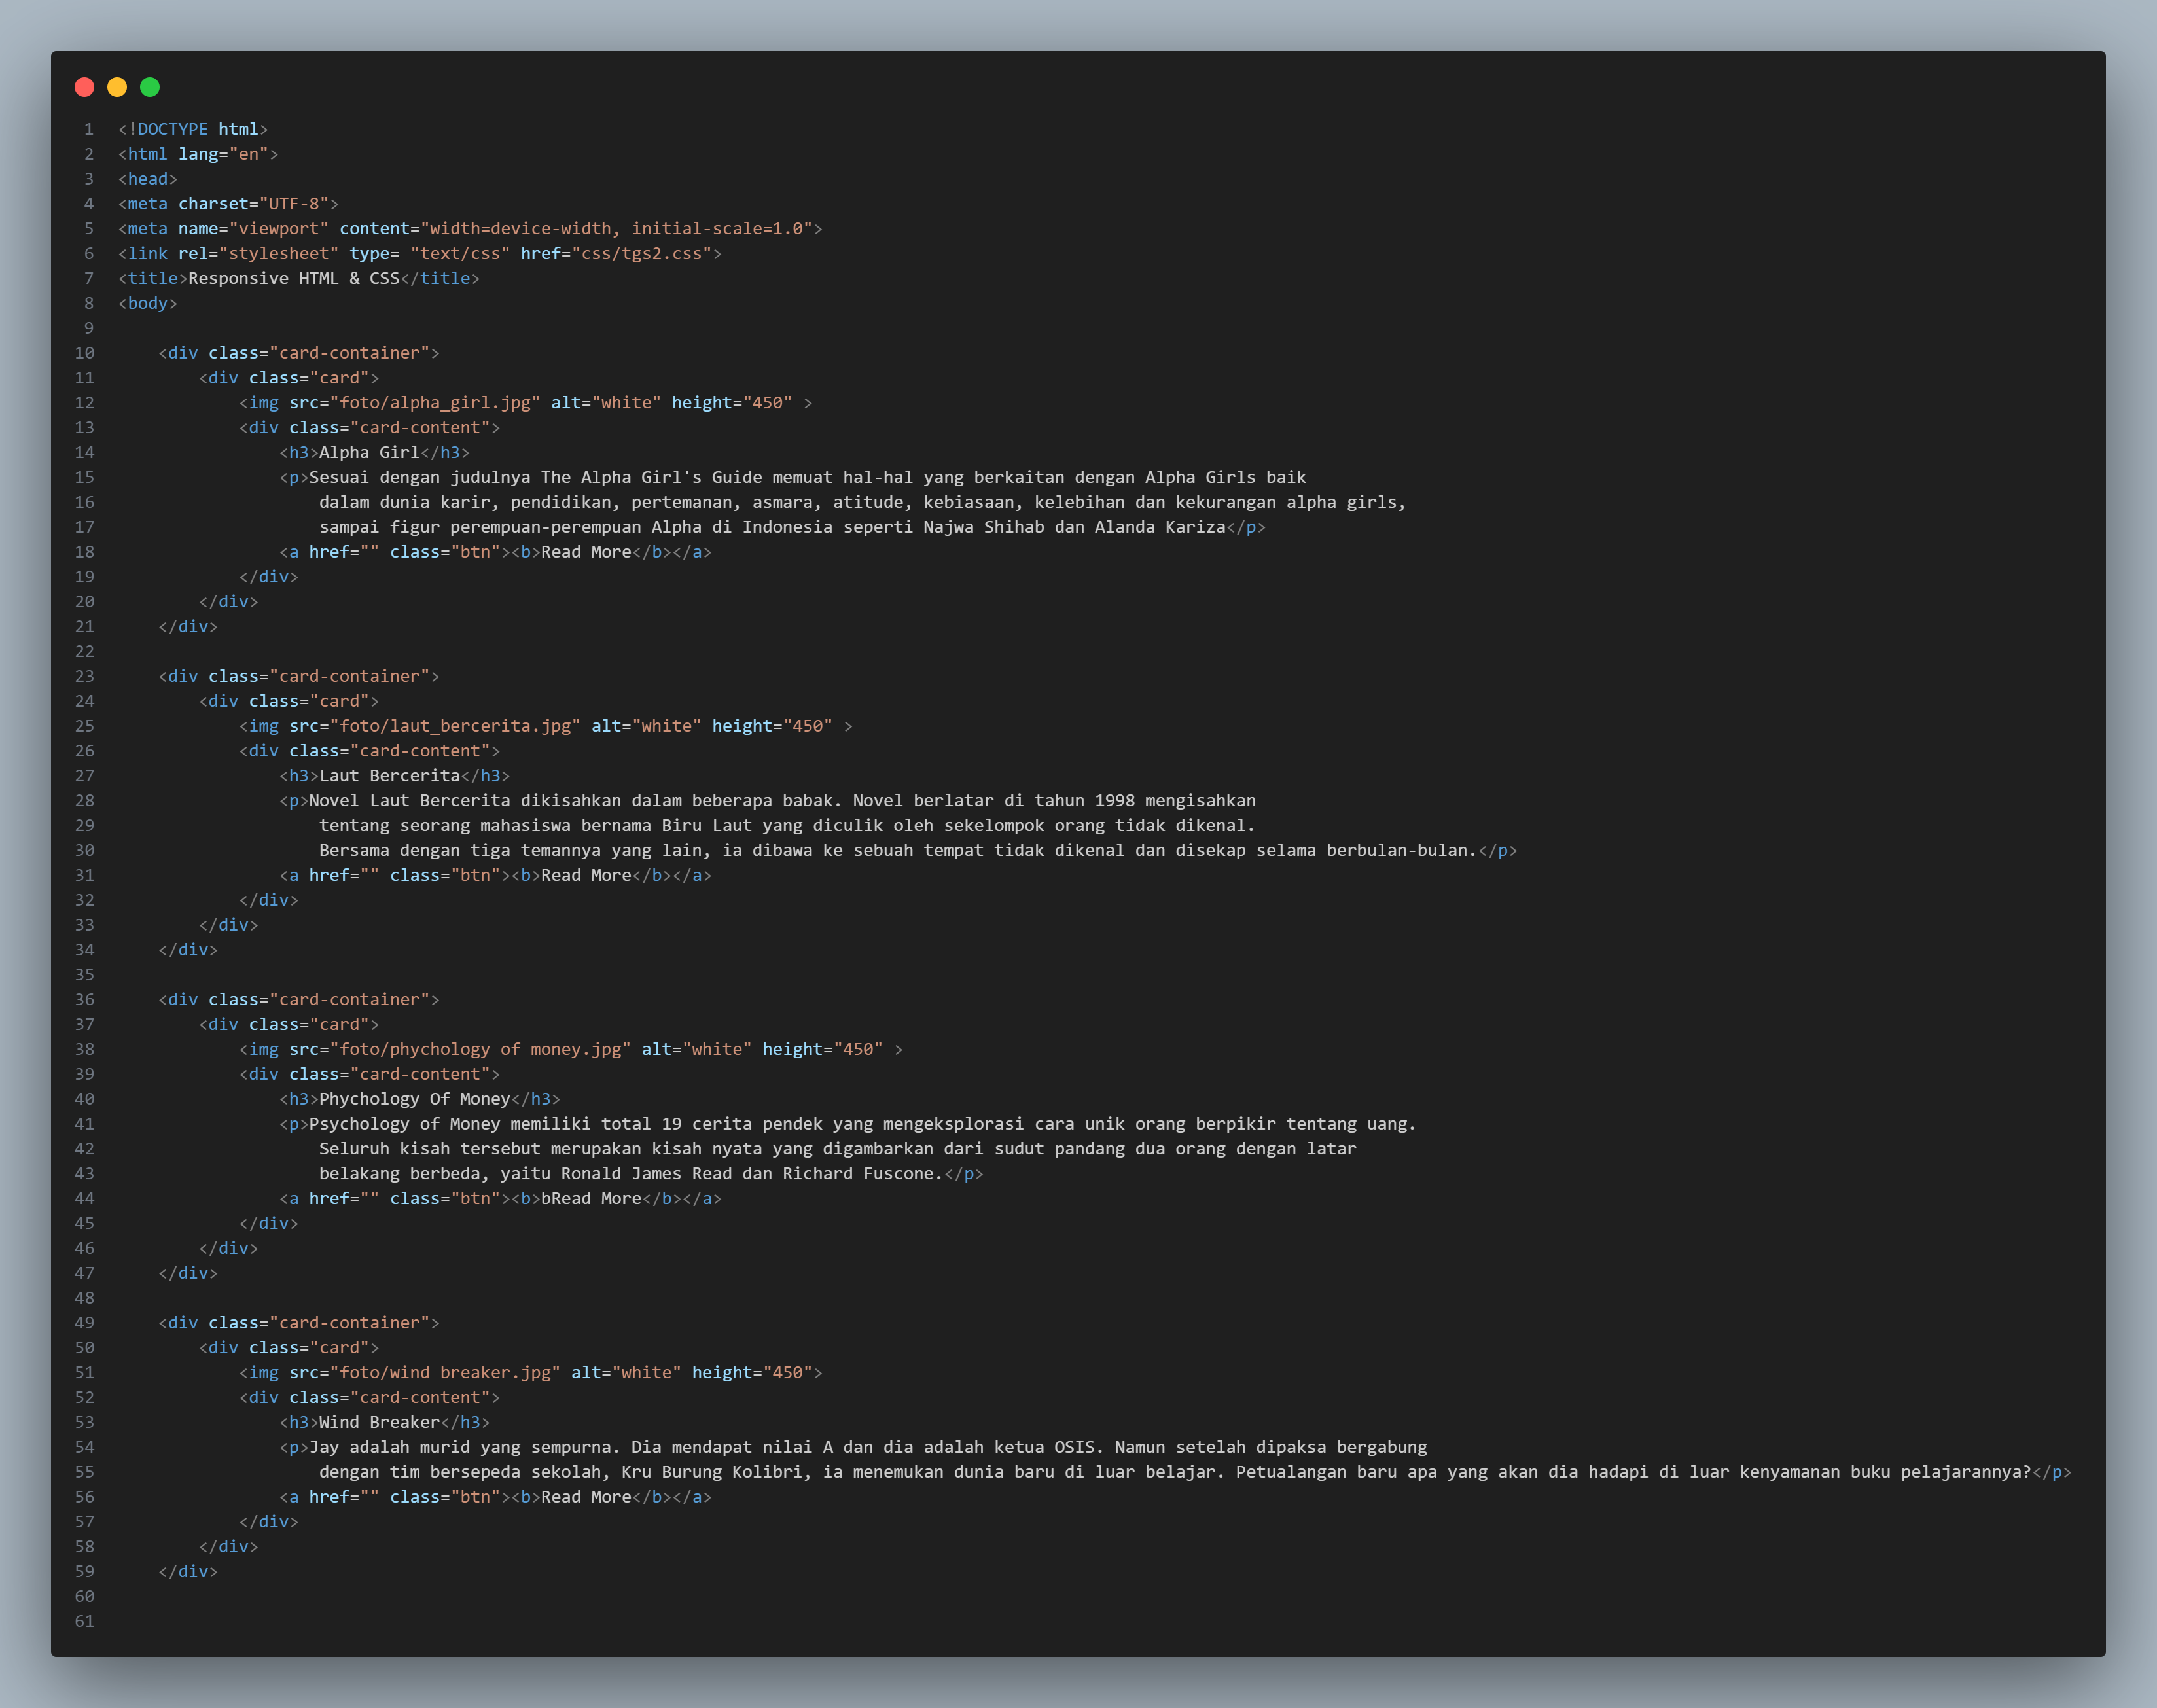 1 <!DOCTYPE html>
2 <html lang="en">
3 <head>
4 <meta charset="UTF-8">
5 <meta name="viewport" content="width=device-width, initial-scale=1.0">
6 <link rel="stylesheet" type= "text/css" href="css/tgs2.css">
7 <title>Responsive HTML & CSS</title>
8 <body>
9
10     <div class="card-container">
11         <div class="card">
12             <img src="foto/alpha_girl.jpg" alt="white" height="450" >
13             <div class="card-content">
14                 <h3>Alpha Girl</h3>
15                 <p>Sesuai dengan judulnya The Alpha Girl's Guide memuat hal-hal yang berkaitan dengan Alpha Girls baik
16                     dalam dunia karir, pendidikan, pertemanan, asmara, atitude, kebiasaan, kelebihan dan kekurangan alpha girls,
17                     sampai figur perempuan-perempuan Alpha di Indonesia seperti Najwa Shihab dan Alanda Kariza</p>
18                 <a href="" class="btn"><b>Read More</b></a>
19             </div>
20         </div>
21     </div>
22
23     <div class="card-container">
24         <div class="card">
25             <img src="foto/laut_bercerita.jpg" alt="white" height="450" >
26             <div class="card-content">
27                 <h3>Laut Bercerita</h3>
28                 <p>Novel Laut Bercerita dikisahkan dalam beberapa babak. Novel berlatar di tahun 1998 mengisahkan
29                     tentang seorang mahasiswa bernama Biru Laut yang diculik oleh sekelompok orang tidak dikenal.
30                     Bersama dengan tiga temannya yang lain, ia dibawa ke sebuah tempat tidak dikenal dan disekap selama berbulan-bulan.</p>
31                 <a href="" class="btn"><b>Read More</b></a>
32             </div>
33         </div>
34     </div>
35
36     <div class="card-container">
37         <div class="card">
38             <img src="foto/phychology of money.jpg" alt="white" height="450" >
39             <div class="card-content">
40                 <h3>Phychology Of Money</h3>
41                 <p>Psychology of Money memiliki total 19 cerita pendek yang mengeksplorasi cara unik orang berpikir tentang uang.
42                     Seluruh kisah tersebut merupakan kisah nyata yang digambarkan dari sudut pandang dua orang dengan latar
43                     belakang berbeda, yaitu Ronald James Read dan Richard Fuscone.</p>
44                 <a href="" class="btn"><b>bRead More</b></a>
45             </div>
46         </div>
47     </div>
48
49     <div class="card-container">
50         <div class="card">
51             <img src="foto/wind breaker.jpg" alt="white" height="450">
52             <div class="card-content">
53                 <h3>Wind Breaker</h3>
54                 <p>Jay adalah murid yang sempurna. Dia mendapat nilai A dan dia adalah ketua OSIS. Namun setelah dipaksa bergabung
55                     dengan tim bersepeda sekolah, Kru Burung Kolibri, ia menemukan dunia baru di luar belajar. Petualangan baru apa yang akan dia hadapi di luar kenyamanan buku pelajarannya?</p>
56                 <a href="" class="btn"><b>Read More</b></a>
57             </div>
58         </div>
59     </div>
60
61